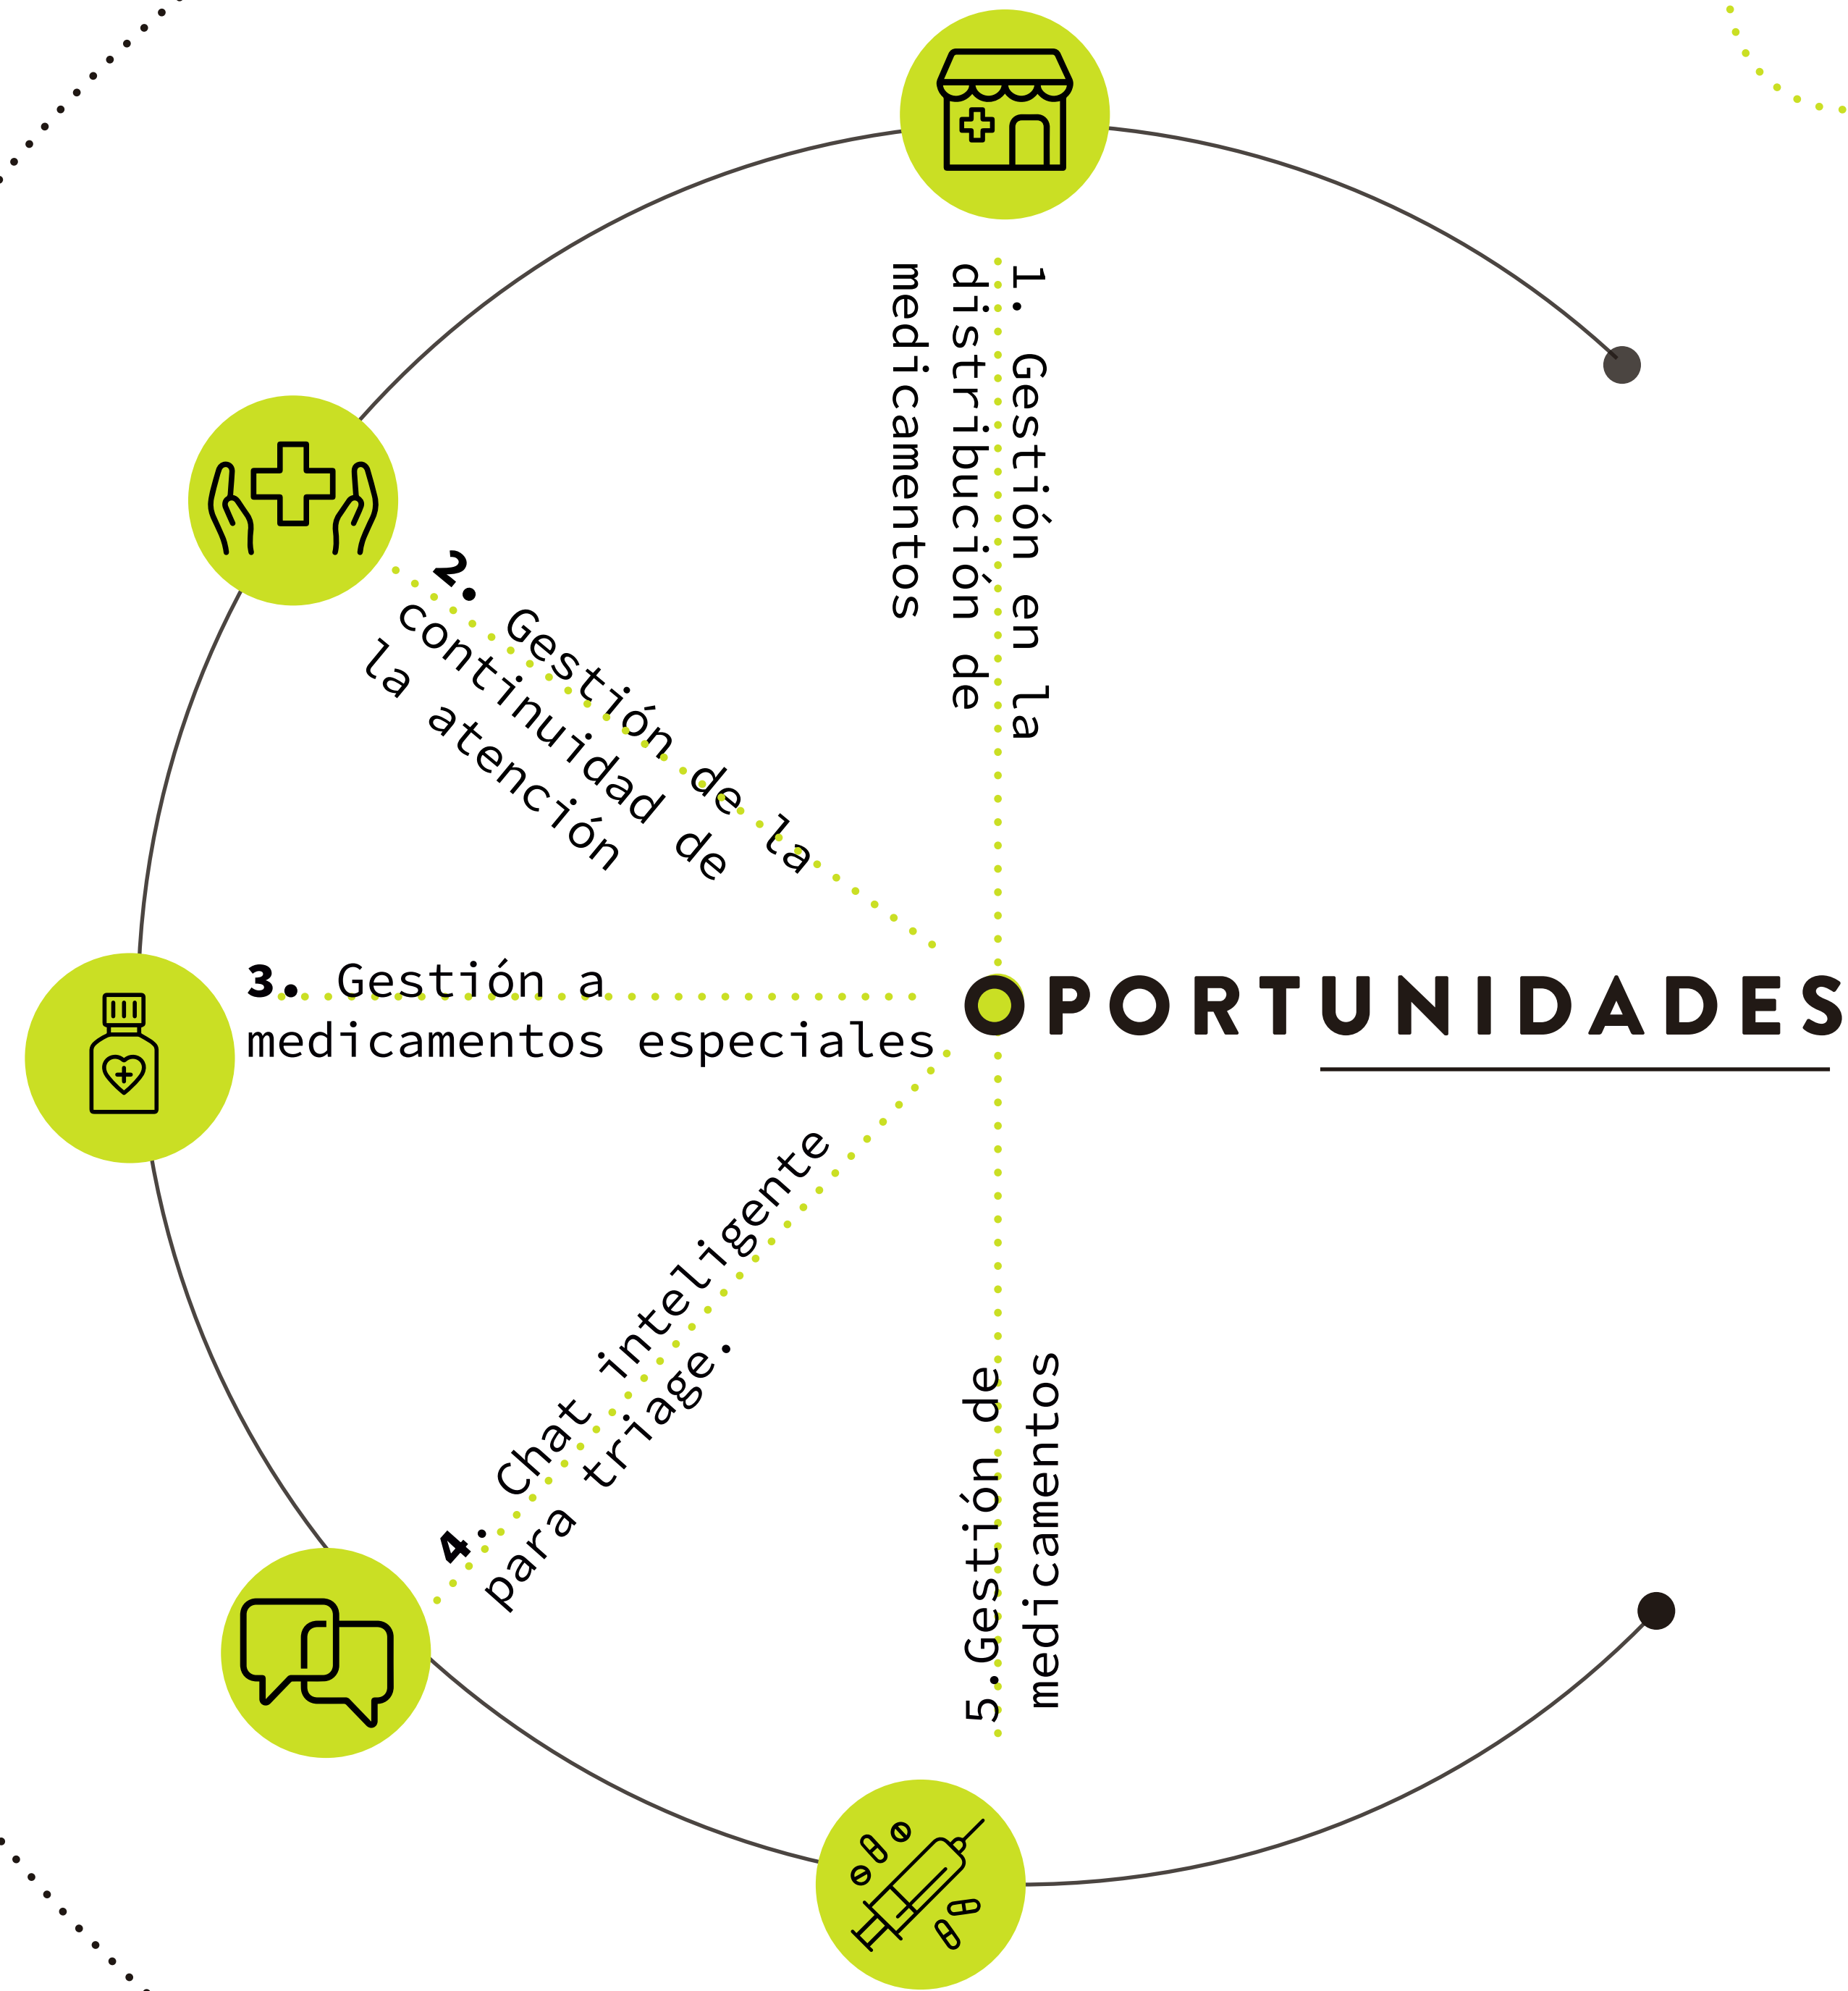 1. Gestión en la
distribución de
medicamentos
2. Gestión de la
continuidad de
la atención
3. Gestión a
medicamentos especiales
OPORTUNIDADES
4. Chat inteligente
para triage.
5.Gestión de
medicamentos